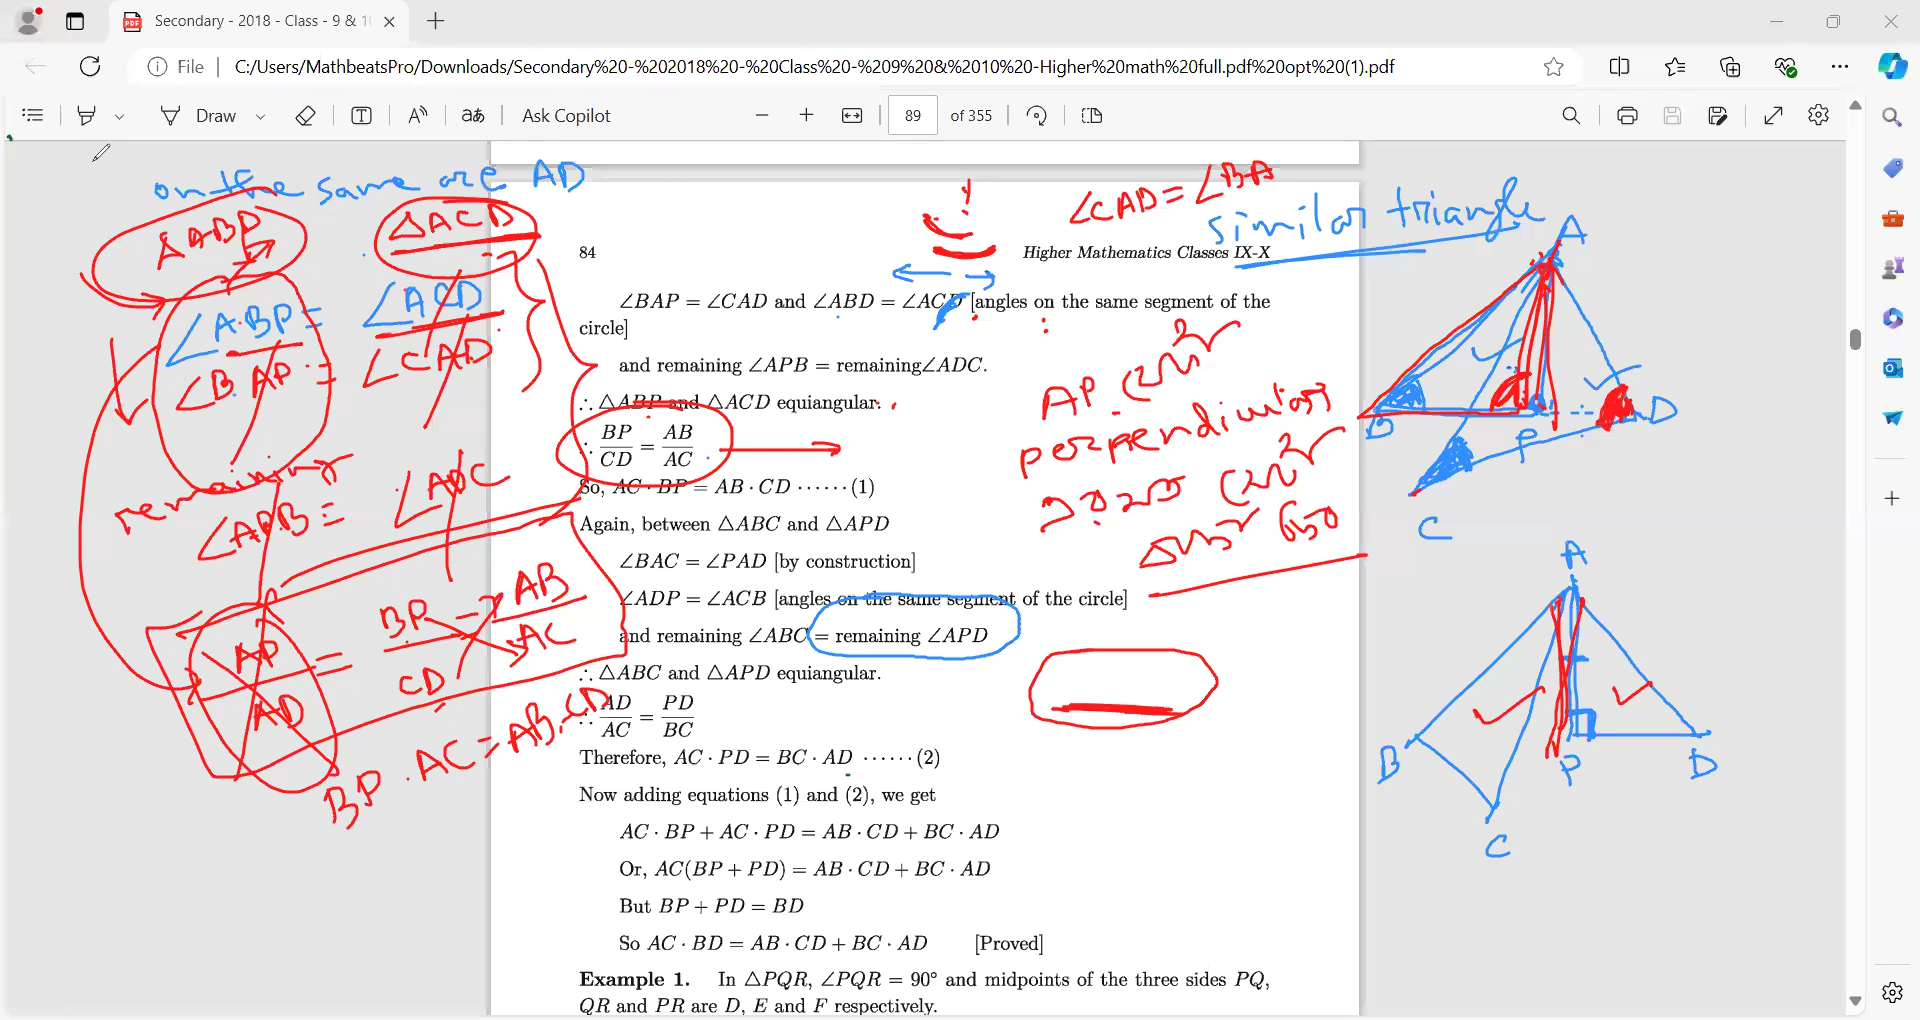 Secondary - 2018 - Class - 9 & 10
File
C:/Users/MathbeatsPro/Downloads/Secondary%20-%202018%20-%20Class%20-%209%20&%2010%20-Higher%20math%20full.pdf%20opt%20(1).pdf
Draw
Ask Copilot
89 of 355
on the same arc AD
∠CAD = ∠BA
similar triangle
△ABD
△ACD
84
Higher Mathematics Classes IX-X
∠BAP = ∠CAD and ∠ABD = ∠ACD [angles on the same segment of the
circle]
∠ABP = ∠ACD
∠BAP = ∠CAD
and remaining ∠APB = remaining∠ADC.
∴ △ABP and △ACD equiangular.
∴ BP/CD = AB/AC
So, AC · BP = AB · CD ······(1)
remaining
∠APB = ∠ADC
Again, between △ABC and △APD
∠BAC = ∠PAD [by construction]
∠ADP = ∠ACB [angles on the same segment of the circle]
and remaining ∠ABC = remaining ∠APD
∴ △ABC and △APD equiangular.
∴ AD/AC = PD/BC
AP/AD = BP/CD = AB/AC
BP . AC = AB . CD
Therefore, AC · PD = BC · AD ······(2)
Now adding equations (1) and (2), we get
AC · BP + AC · PD = AB · CD + BC · AD
Or, AC(BP + PD) = AB · CD + BC · AD
But BP + PD = BD
So AC · BD = AB · CD + BC · AD [Proved]
Example 1. In △PQR, ∠PQR = 90° and midpoints of the three sides PQ,
QR and PR are D, E and F respectively.
AP
A
B
P
D
C
A
B
P
D
C